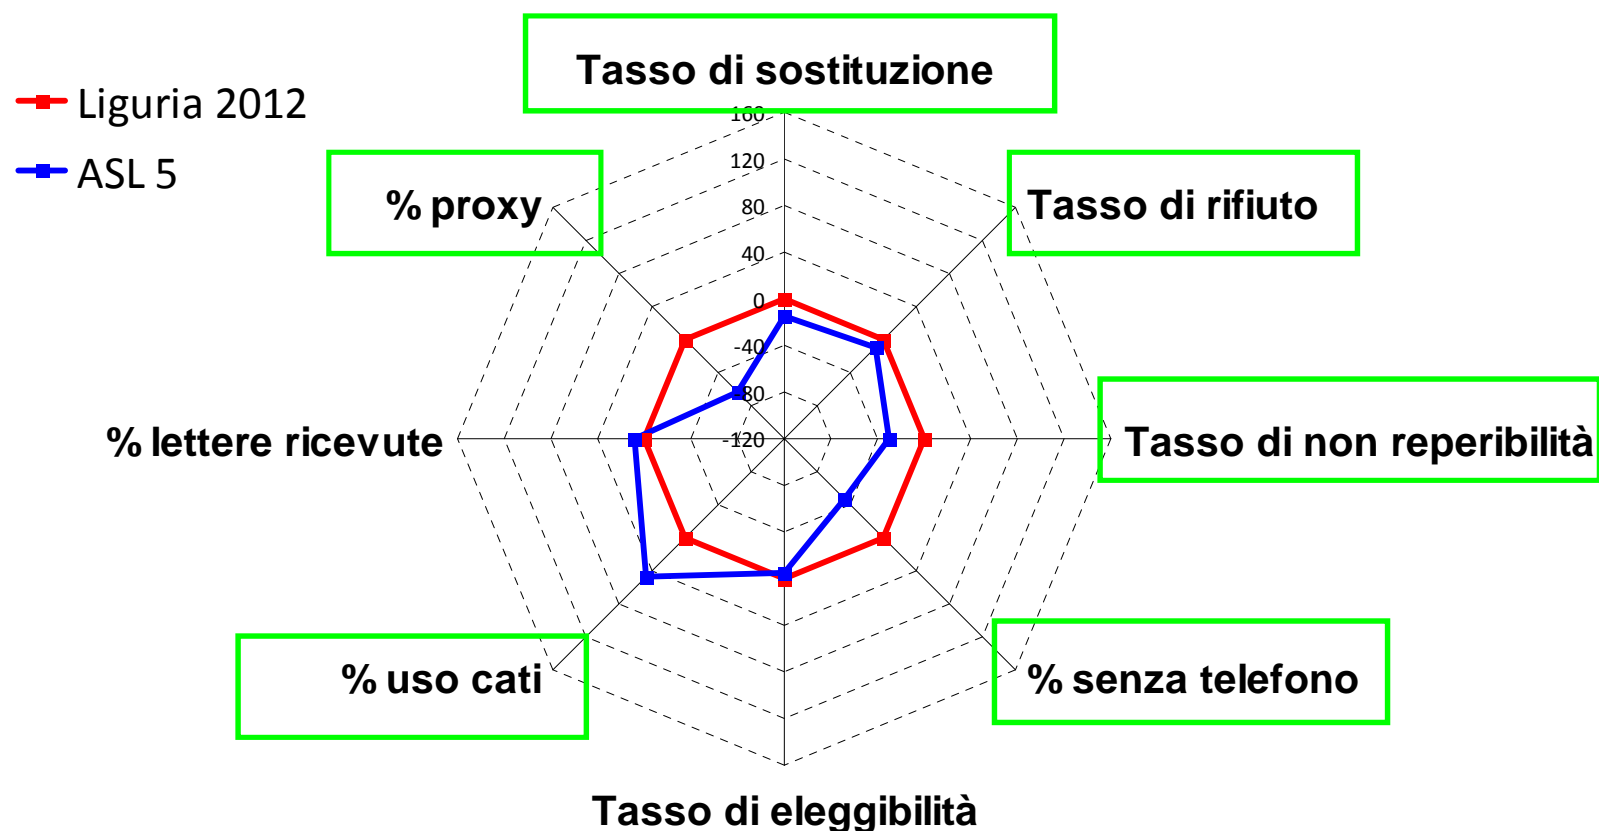 Tasso di sostituzione
Liguria 2012
ASL 5
160
120
80
40
0
-40
-80
-120
% proxy
Tasso di rifiuto
% lettere ricevute
Tasso di non reperibilità
% uso cati
% senza telefono
Tasso di eleggibilità